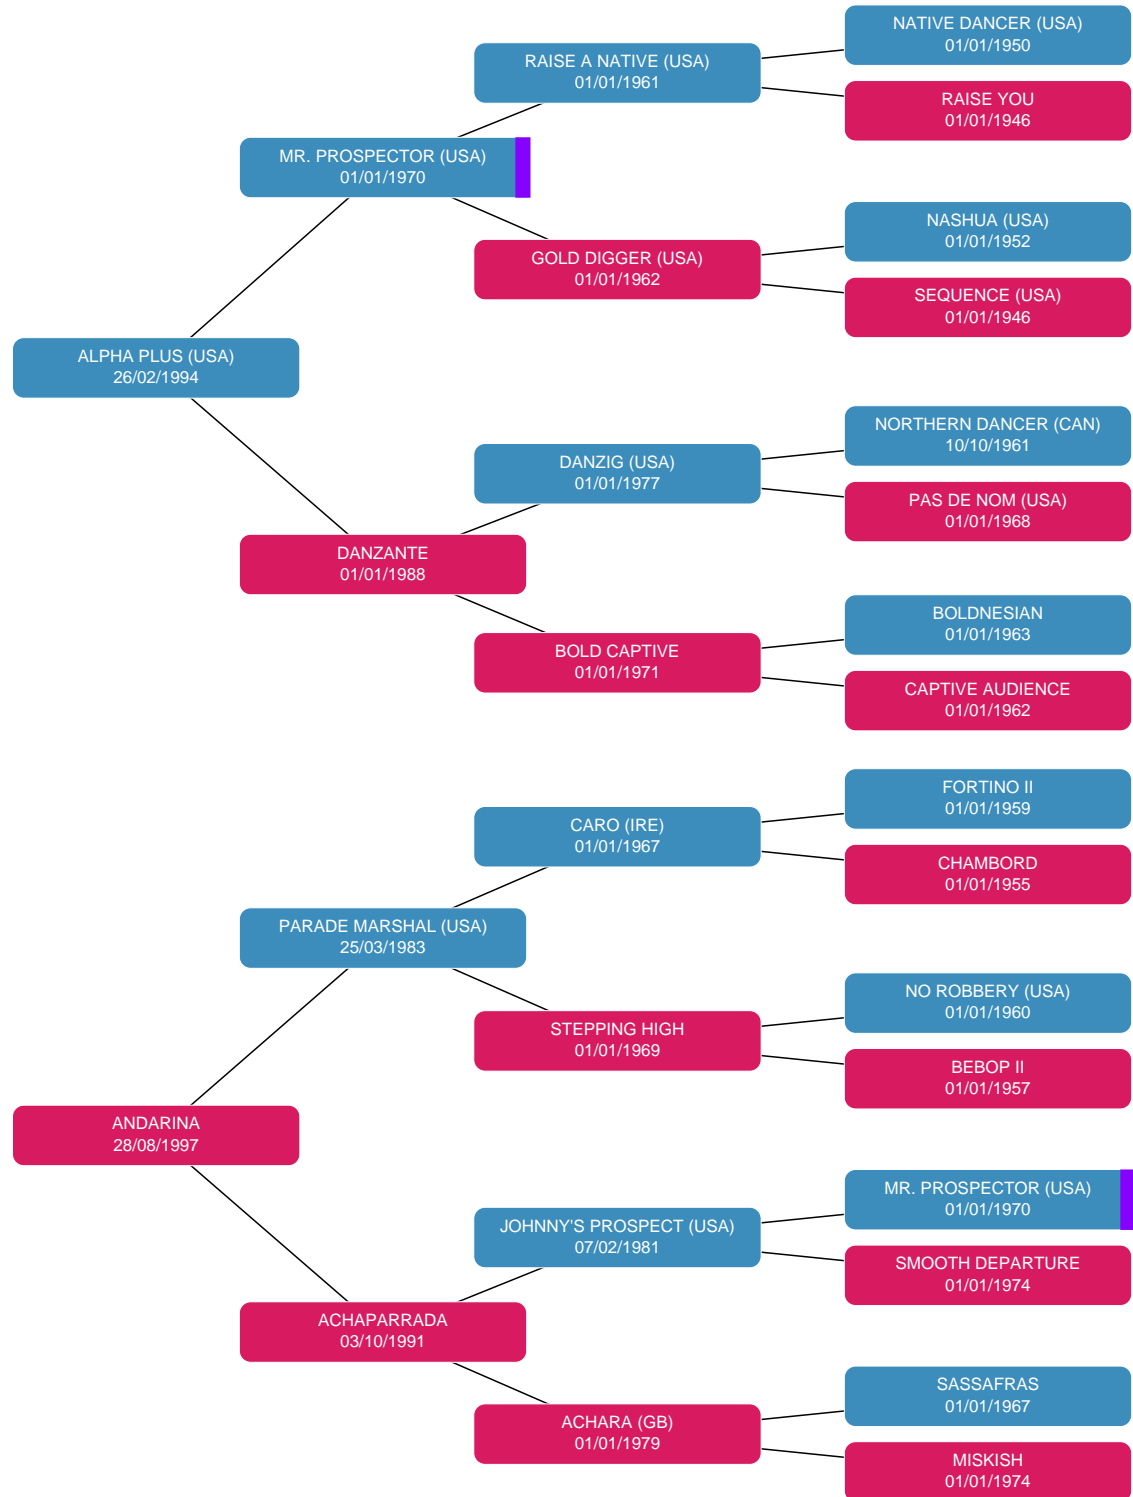 NATIVE DANCER (USA)
01/01/1950
RAISE A NATIVE (USA)
01/01/1961
RAISE YOU
01/01/1946
MR. PROSPECTOR (USA)
01/01/1970
NASHUA (USA)
01/01/1952
GOLD DIGGER (USA)
01/01/1962
SEQUENCE (USA)
01/01/1946
ALPHA PLUS (USA)
26/02/1994
NORTHERN DANCER (CAN)
10/10/1961
DANZIG (USA)
01/01/1977
PAS DE NOM (USA)
01/01/1968
DANZANTE
01/01/1988
BOLDNESIAN
01/01/1963
BOLD CAPTIVE
01/01/1971
CAPTIVE AUDIENCE
01/01/1962
FORTINO II
01/01/1959
CARO (IRE)
01/01/1967
CHAMBORD
01/01/1955
PARADE MARSHAL (USA)
25/03/1983
NO ROBBERY (USA)
01/01/1960
STEPPING HIGH
01/01/1969
BEBOP II
01/01/1957
ANDARINA
28/08/1997
MR. PROSPECTOR (USA)
01/01/1970
JOHNNY'S PROSPECT (USA)
07/02/1981
SMOOTH DEPARTURE
01/01/1974
ACHAPARRADA
03/10/1991
SASSAFRAS
01/01/1967
ACHARA (GB)
01/01/1979
MISKISH
01/01/1974